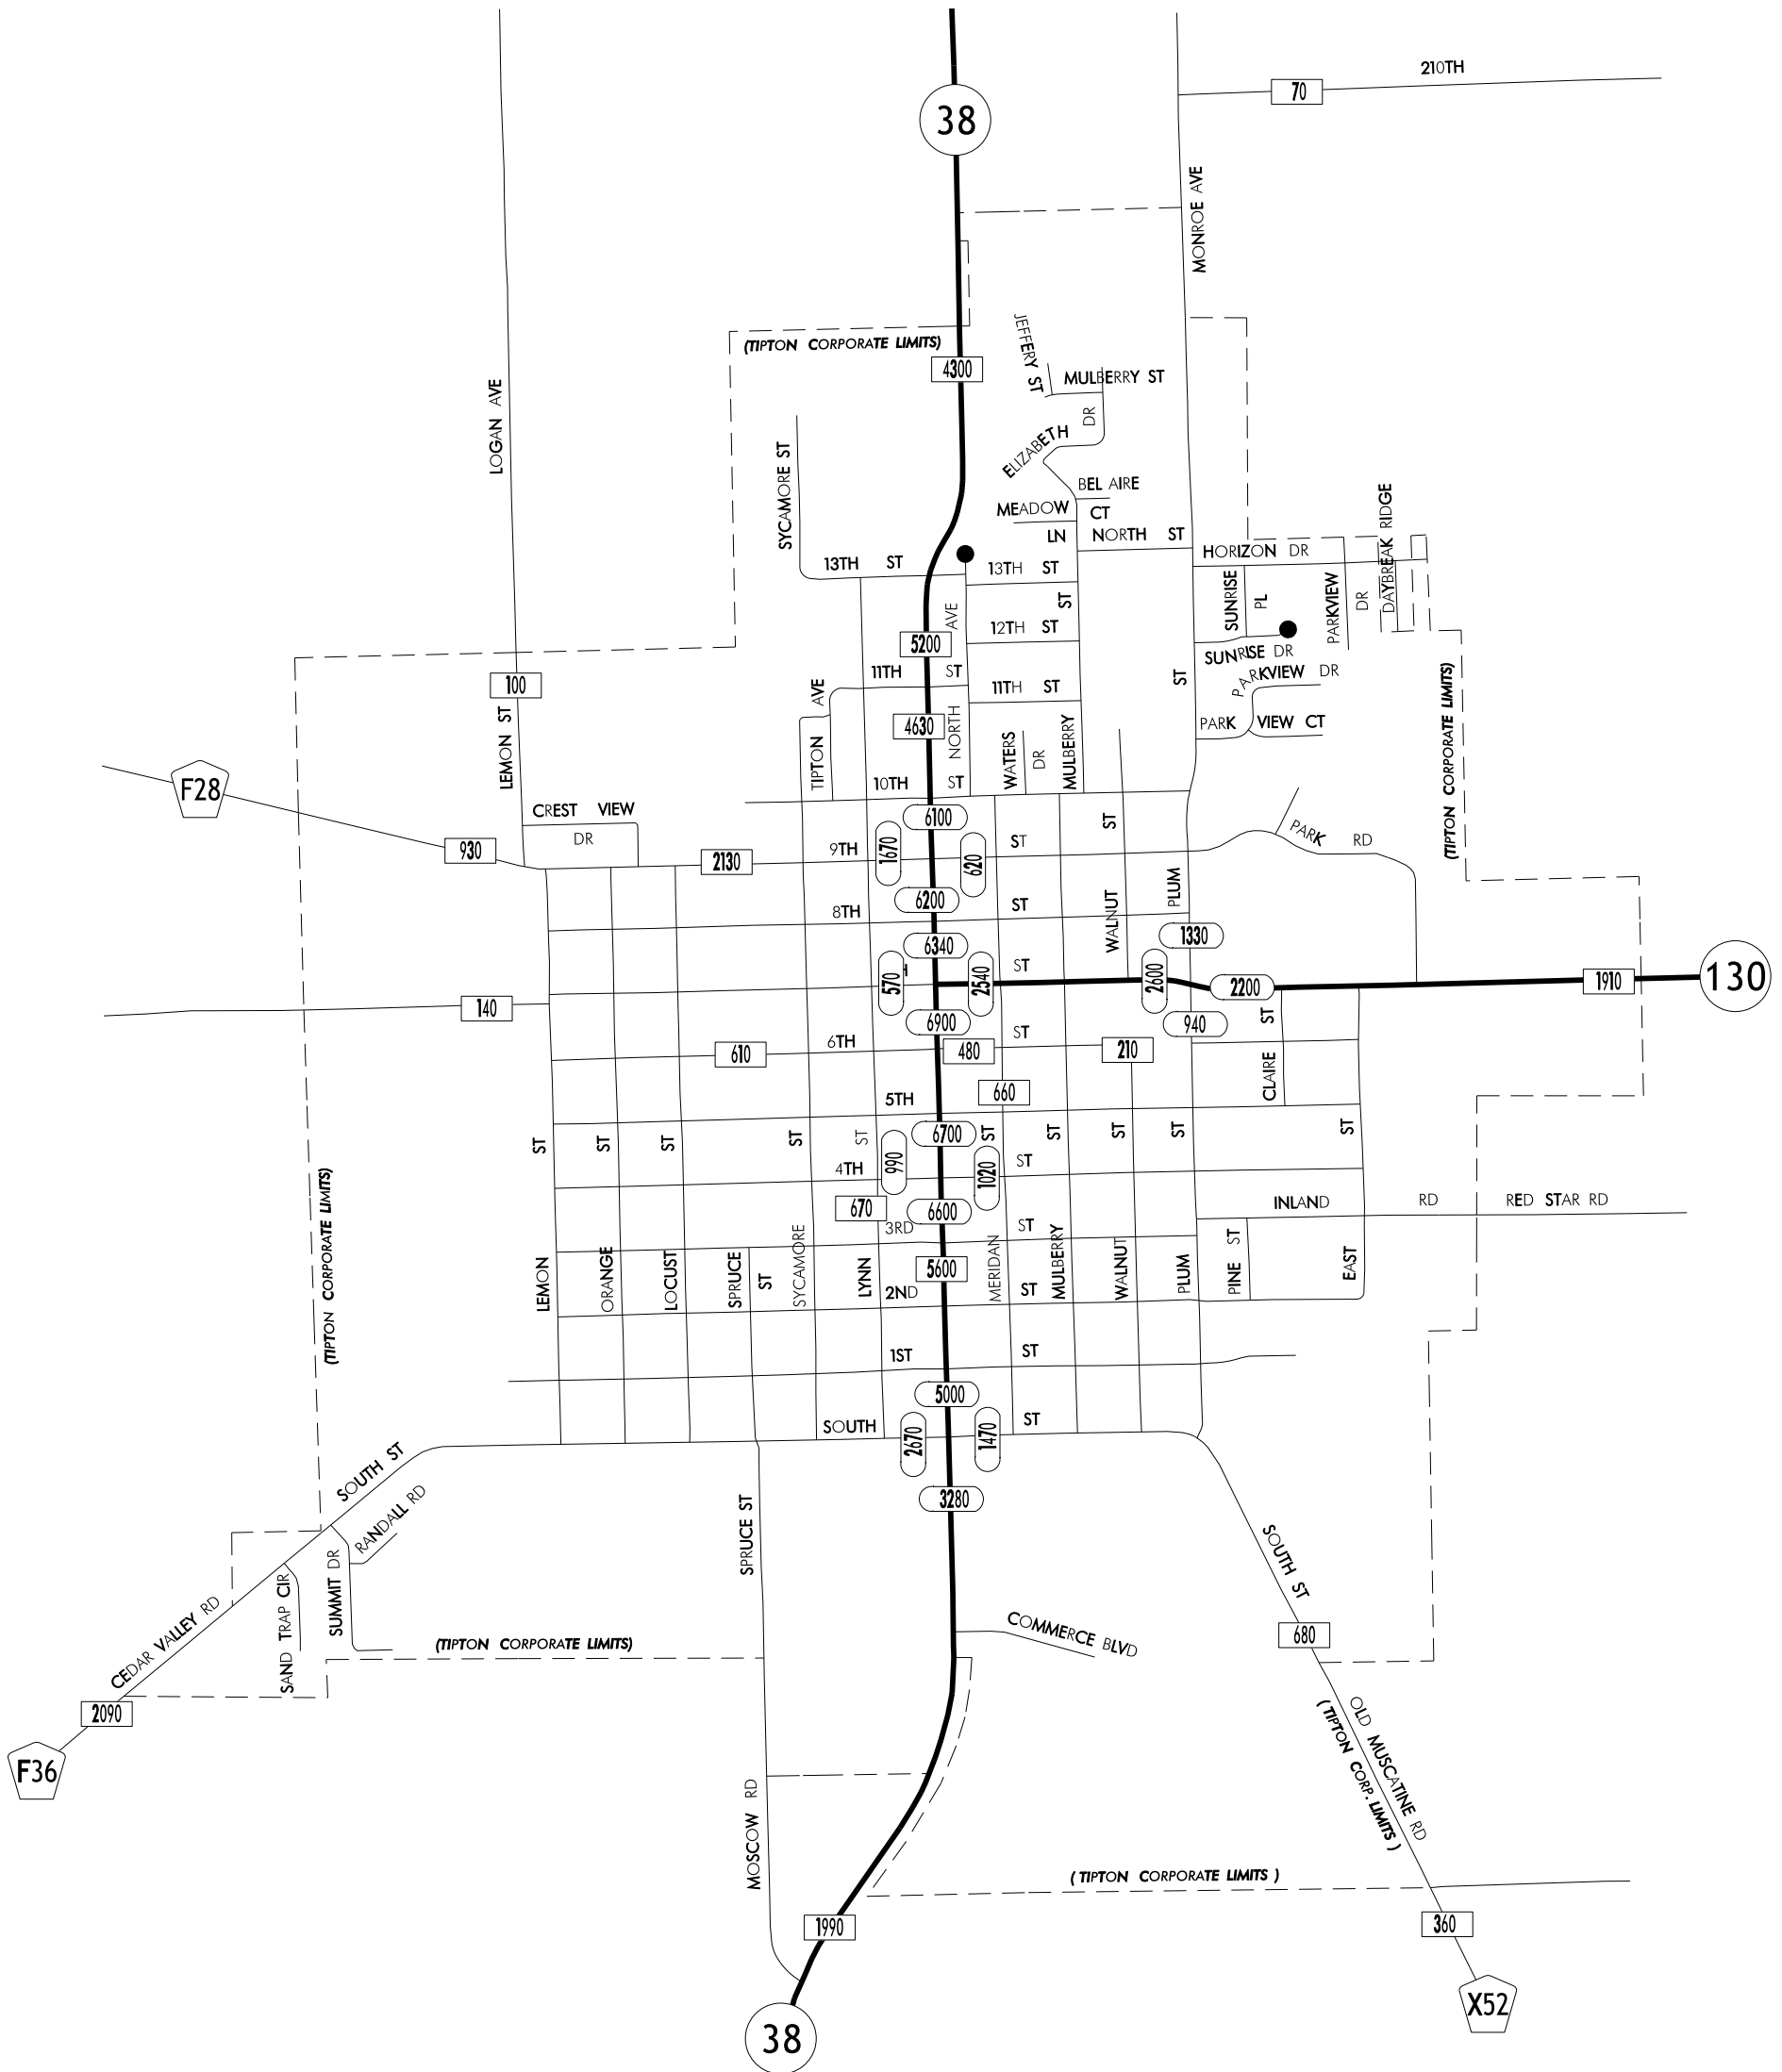 210TH
70
38
MONROE AVE
(TIPTON CORPORATE LIMITS)
4300
JEFFERY ST
MULBERRY ST
LOGAN AVE
ELIZABETH DR
SYCAMORE ST
BEL AIRE CT
MEADOW LN
NORTH ST
HORIZON DR
DAYBREAK RIDGE
13TH ST
13TH ST
SUNRISE PL
PARKVIEW DR
ST
AVE
12TH ST
5200
SUNRISE DR
11TH ST
PARKVIEW DR
100
11TH ST
ST
(TIPTON CORPORATE LIMITS)
TIPTON AVE
4630
PARK VIEW CT
LEMON ST
NORTH
WATERS DR
MULBERRY
F28
10TH ST
CREST VIEW DR
6100
ST
PARK RD
930
2130
9TH ST
1670
620
PLUM
6200
8TH ST
WALNUT
1330
6340
570
H
ST
2540
2600
2200
1910
130
140
6900
ST
940
ST
6TH
610
480
210
CLAIRE
660
5TH
6700
ST
ST
ST
ST
ST
ST
ST
ST
ST
ST
990
1020
4TH ST
(TIPTON CORPORATE LIMITS)
670
6600
INLAND RD
RED STAR RD
3RD ST
5600
LEMON
ORANGE
LOCUST
SPRUCE ST
SYCAMORE
LYNN
MERIDAN
MULBERRY
WALNUT
PLUM
PINE ST
EAST
2ND ST
1ST ST
5000
SOUTH ST
2670
1470
3280
SOUTH ST
RANDALL RD
SPRUCE ST
SOUTH ST
SUMMIT DR
SAND TRAP CIR
CEDAR VALLEY RD
(TIPTON CORPORATE LIMITS)
COMMERCE BLVD
680
2090
F36
OLD MUSCATINE RD
(TIPTON CORP. LIMITS)
MOSCOW RD
( TIPTON CORPORATE LIMITS )
1990
360
X52
38